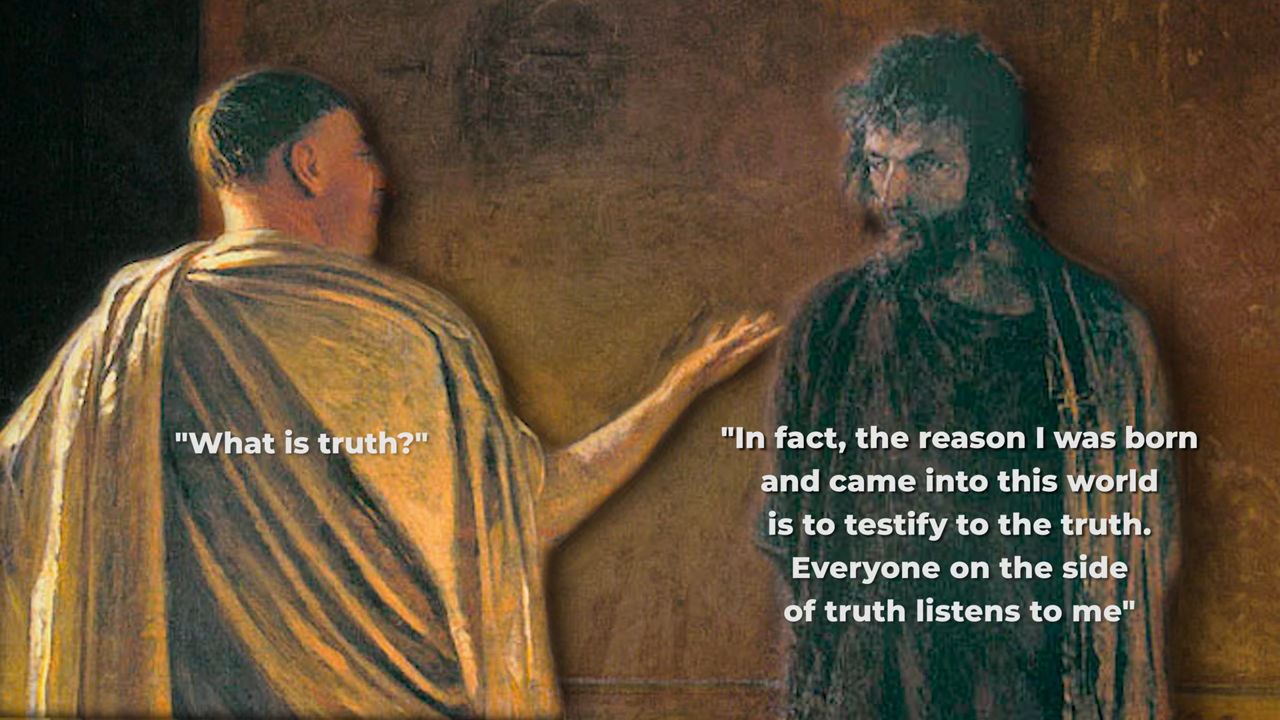 "What is truth?"
"In fact, the reason I was born
and came into this world
is to testify to the truth.
Everyone on the side
of truth listens to me"